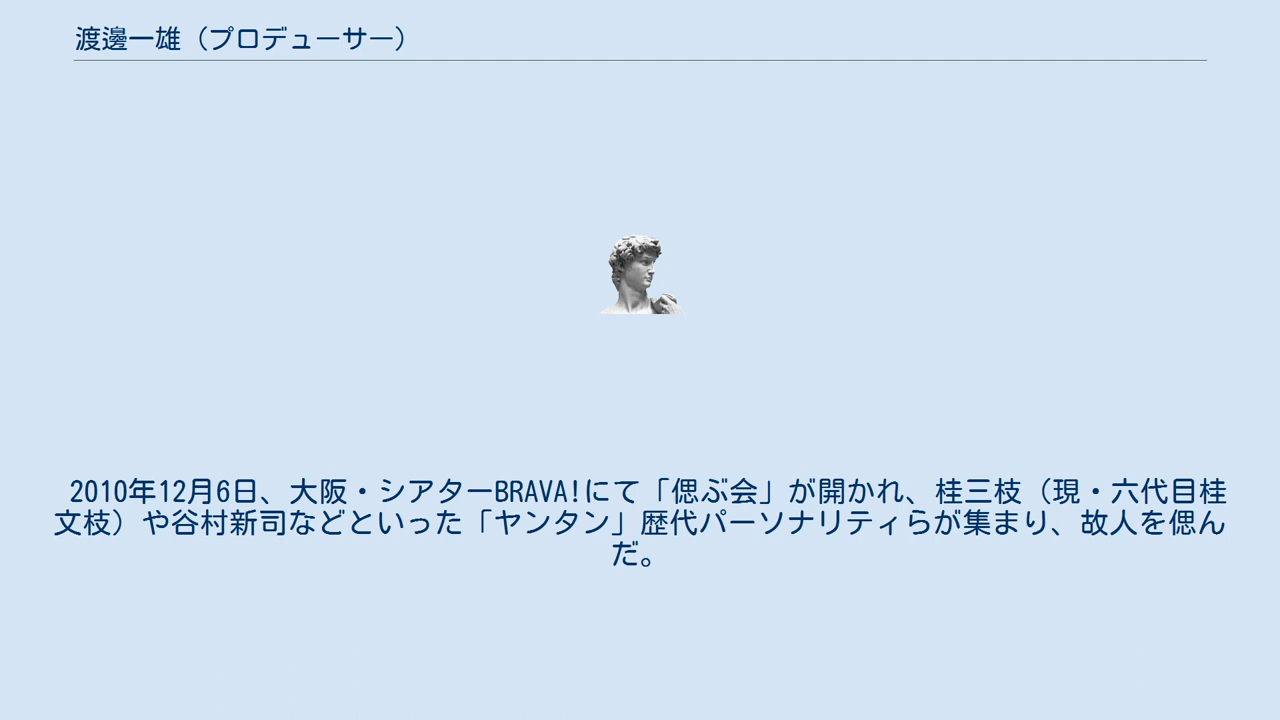 渡邊一雄（プロデューサー）
2010年12月6日、大阪・シアターBRAVA!にて「偲ぶ会」が開かれ、桂三枝（現・六代目桂
文枝）や谷村新司などといった「ヤンタン」歴代パーソナリティらが集まり、故人を偲ん
だ。